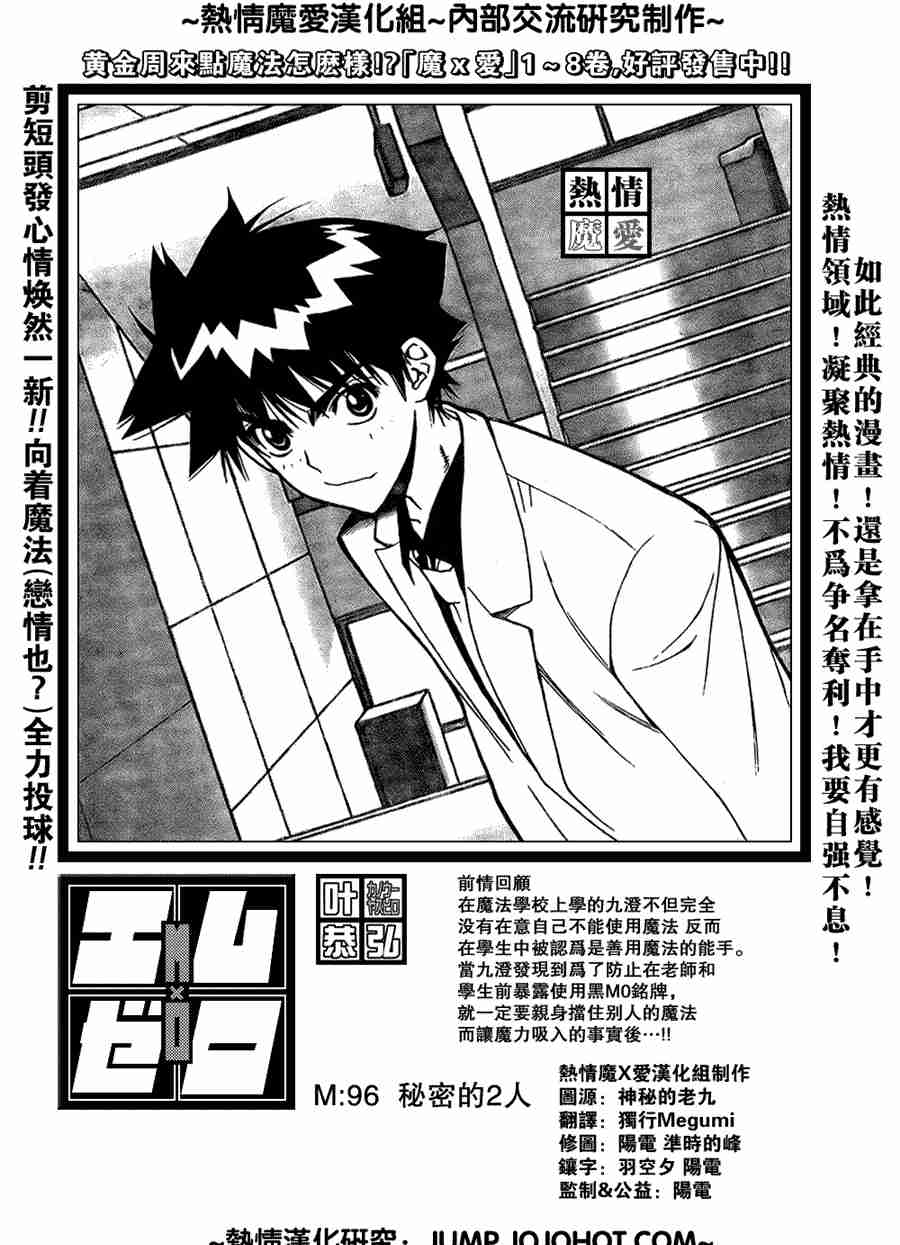 ~熱情魔愛漢化組~內部交流研究制作~
黄金周來點魔法怎麽樣!?「魔x愛」1~8卷,好評發售中!!
剪短頭發心情焕然一新!!向着魔法(戀情也?)全力投球!!
熱情
魔愛
如此經典的漫畫!還是拿在手中才更有感覺!
熱情領域!凝聚熱情!不爲争名奪利!我要自强不息!
エム
M×0
ゼロ
叶
恭弘
カノウ
ヤスヒロ
前情回顧
在魔法學校上學的九澄不但完全
没有在意自己不能使用魔法 反而
在學生中被認爲是善用魔法的能手。
當九澄發現到爲了防止在老師和
學生前暴露使用黑M0銘牌,
就一定要親身擋住别人的魔法
而讓魔力吸入的事實後…!!
M:96 秘密的2人
熱情魔X愛漢化組制作
圖源:神秘的老九
翻譯:獨行Megumi
修圖:陽電 準時的峰
鑲字:羽空夕 陽電
監制&公益:陽電
~熱情漢化研究:JUMP.JOJOHOT.COM~